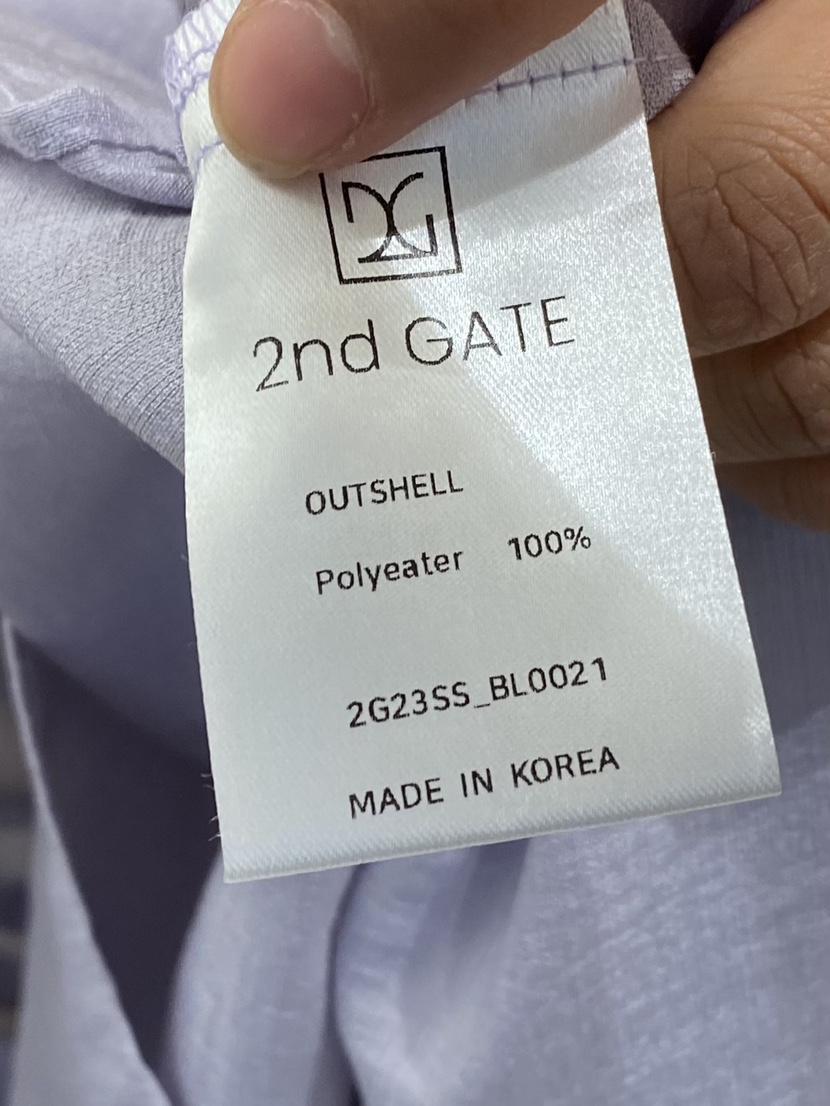 2nd GATE
OUTSHELL
Polyeater 100%
2G23SS_BL0021
MADE IN KOREA